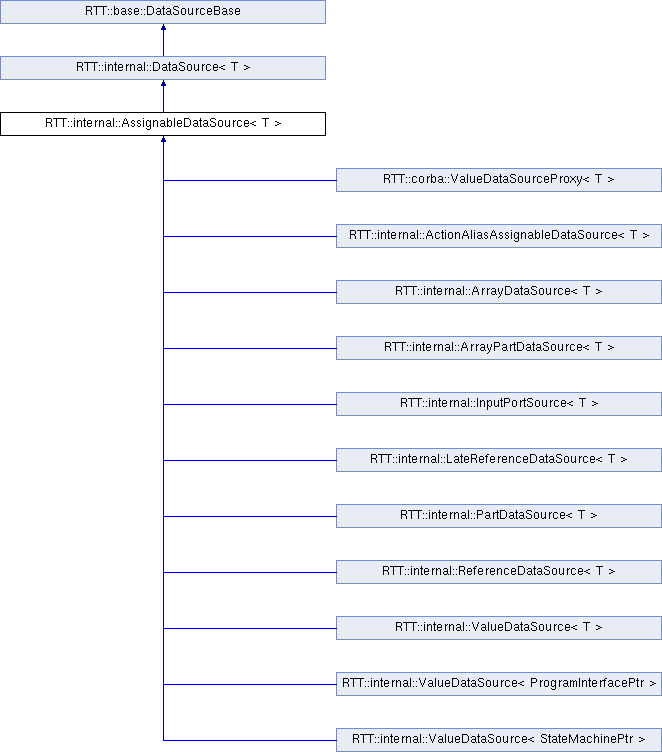 RTT::base::DataSourceBase
RTT::internal::DataSource< T >
RTT::internal::AssignableDataSource< T >
RTT::corba::ValueDataSourceProxy< T >
RTT::internal::ActionAliasAssignableDataSource< T >
RTT::internal::ArrayDataSource< T >
RTT::internal::ArrayPartDataSource< T >
RTT::internal::InputPortSource< T >
RTT::internal::LateReferenceDataSource< T >
RTT::internal::PartDataSource< T >
RTT::internal::ReferenceDataSource< T >
RTT::internal::ValueDataSource< T >
RTT::internal::ValueDataSource< ProgramInterfacePtr >
RTT::internal::ValueDataSource< StateMachinePtr >